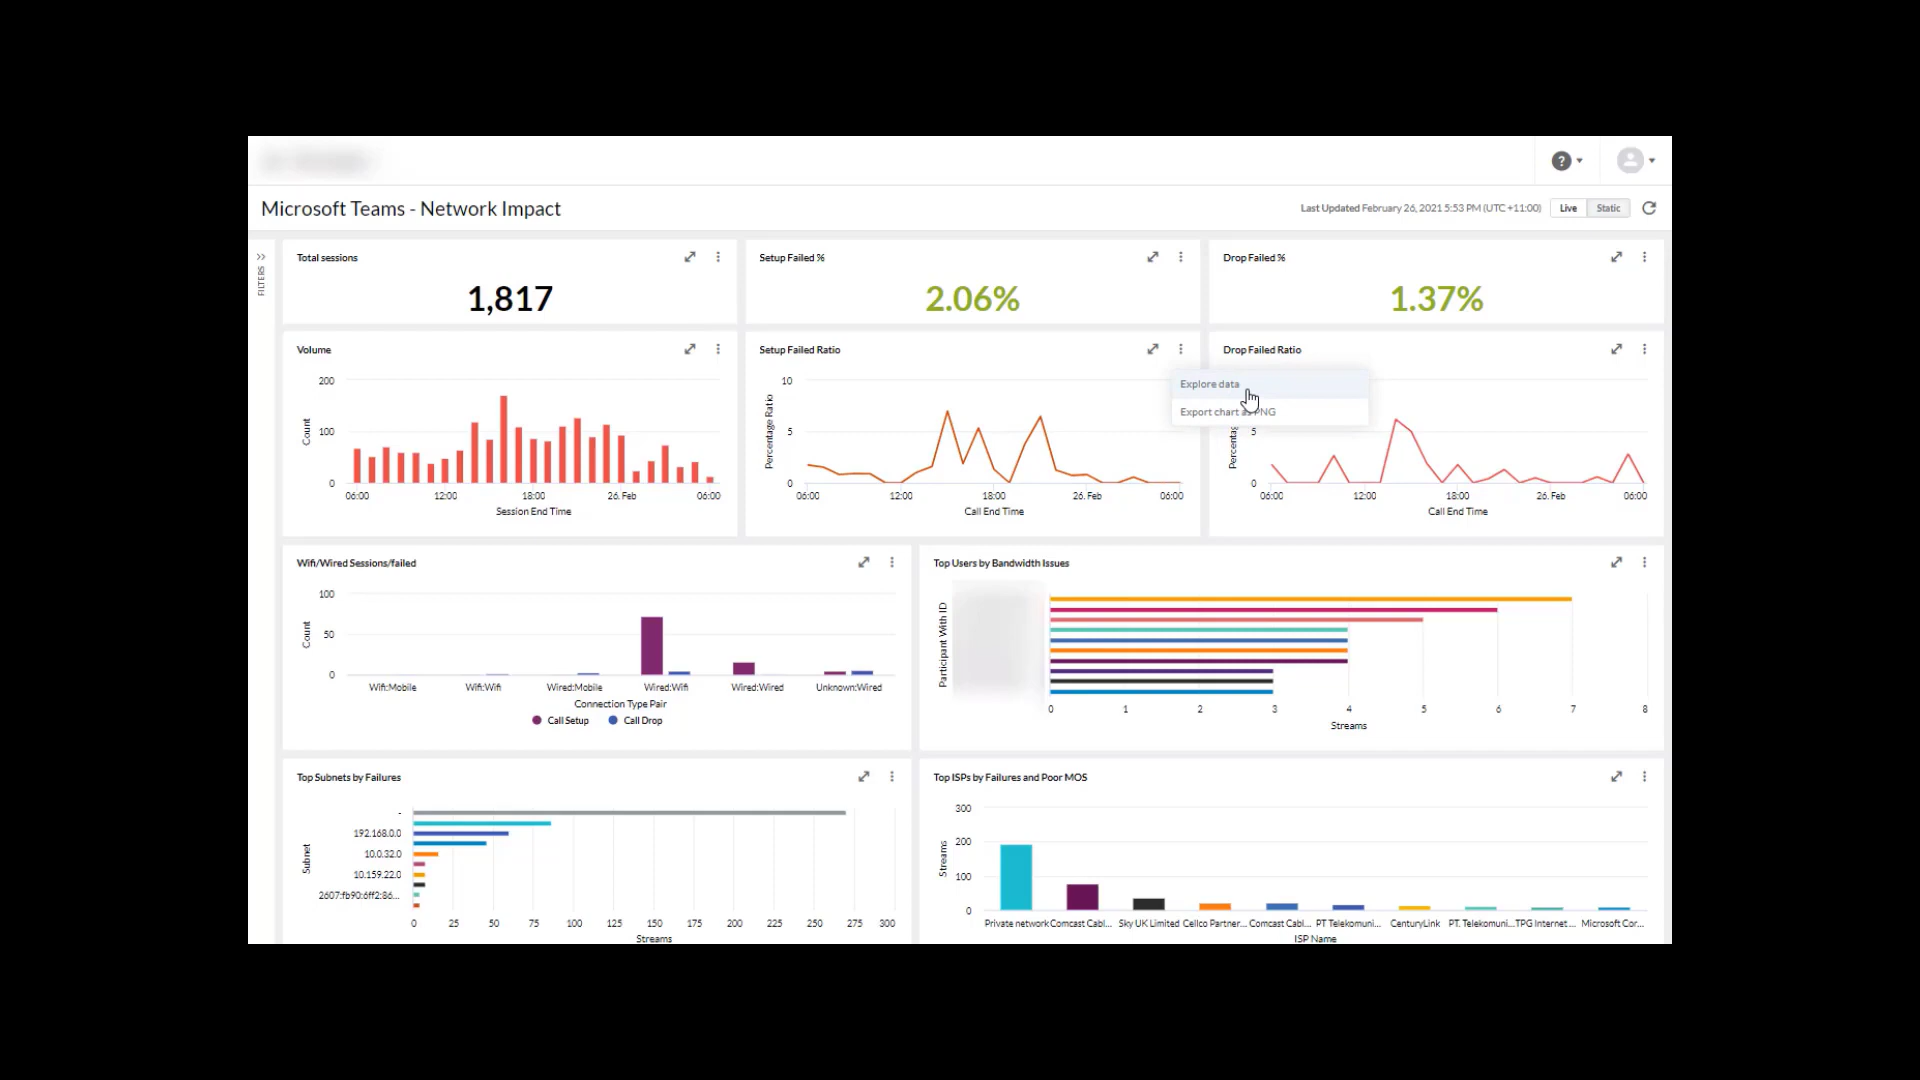 ?
Microsoft Teams - Network Impact
Last Updated February 26, 2021 5:53 PM (UTC +11:00)
Live
Static
FILTERS
Total sessions
1,817
Setup Failed %
2.06%
Drop Failed %
1.37%
Volume
200
100
0
Count
06:00 12:00 18:00 26. Feb 06:00
Session End Time
Setup Failed Ratio
10
5
0
Percentage Ratio
06:00 12:00 18:00 26. Feb 06:00
Call End Time
Explore data
Export chart as PNG
Drop Failed Ratio
5
0
Percentag
06:00 12:00 18:00 26. Feb 06:00
Call End Time
Wifi/Wired Sessions/failed
100
50
0
Count
Wifi:Mobile Wifi:Wifi Wired:Mobile Wired:Wifi Wired:Wired Unknown:Wired
Connection Type Pair
Call Setup Call Drop
Top Users by Bandwidth Issues
Participant With ID
0 1 2 3 4 5 6 7 8
Streams
Top Subnets by Failures
Subnet
-
192.168.0.0
10.0.32.0
10.159.22.0
2607:fb90:6ff2:86...
0 25 50 75 100 125 150 175 200 225 250 275 300
Streams
Top ISPs by Failures and Poor MOS
300
200
100
0
Streams
Private network Comcast Cabl... Sky UK Limited Cellco Partner... Comcast Cabl... PT Telekomuni... CenturyLink PT. Telekomuni... TPG Internet ... Microsoft Cor...
ISP Name